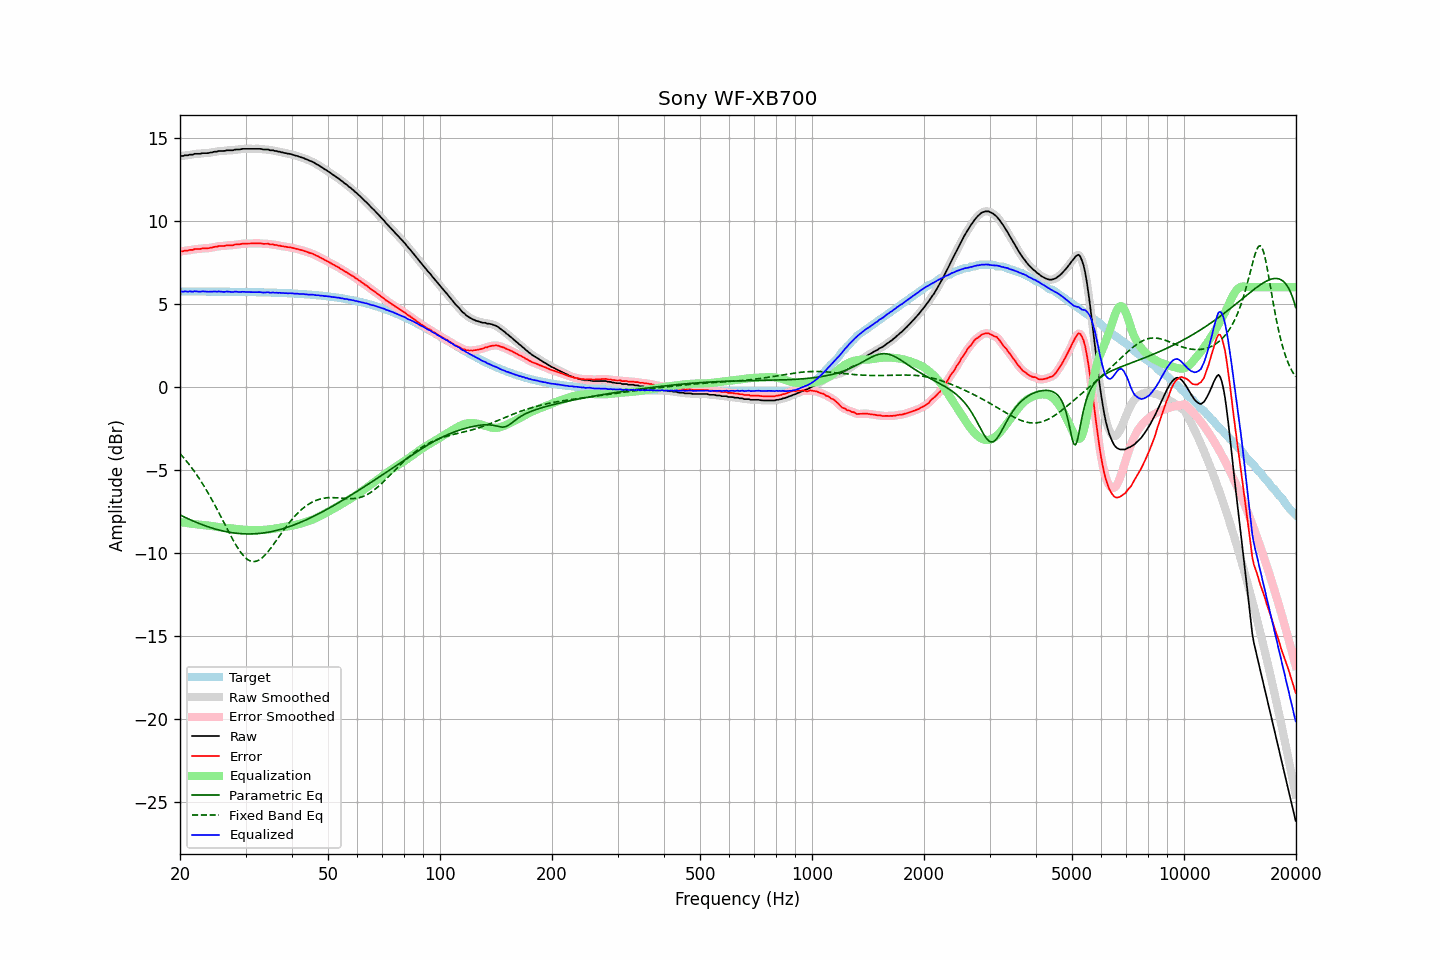 Sony WF-XB700
15
10
5
0
−5
−10
−15
−20
−25
Amplitude (dBr)
Target
Raw Smoothed
Error Smoothed
Raw
Error
Equalization
Parametric Eq
Fixed Band Eq
Equalized
20 50 100 200 500 1000 2000 5000 10000 20000
Frequency (Hz)